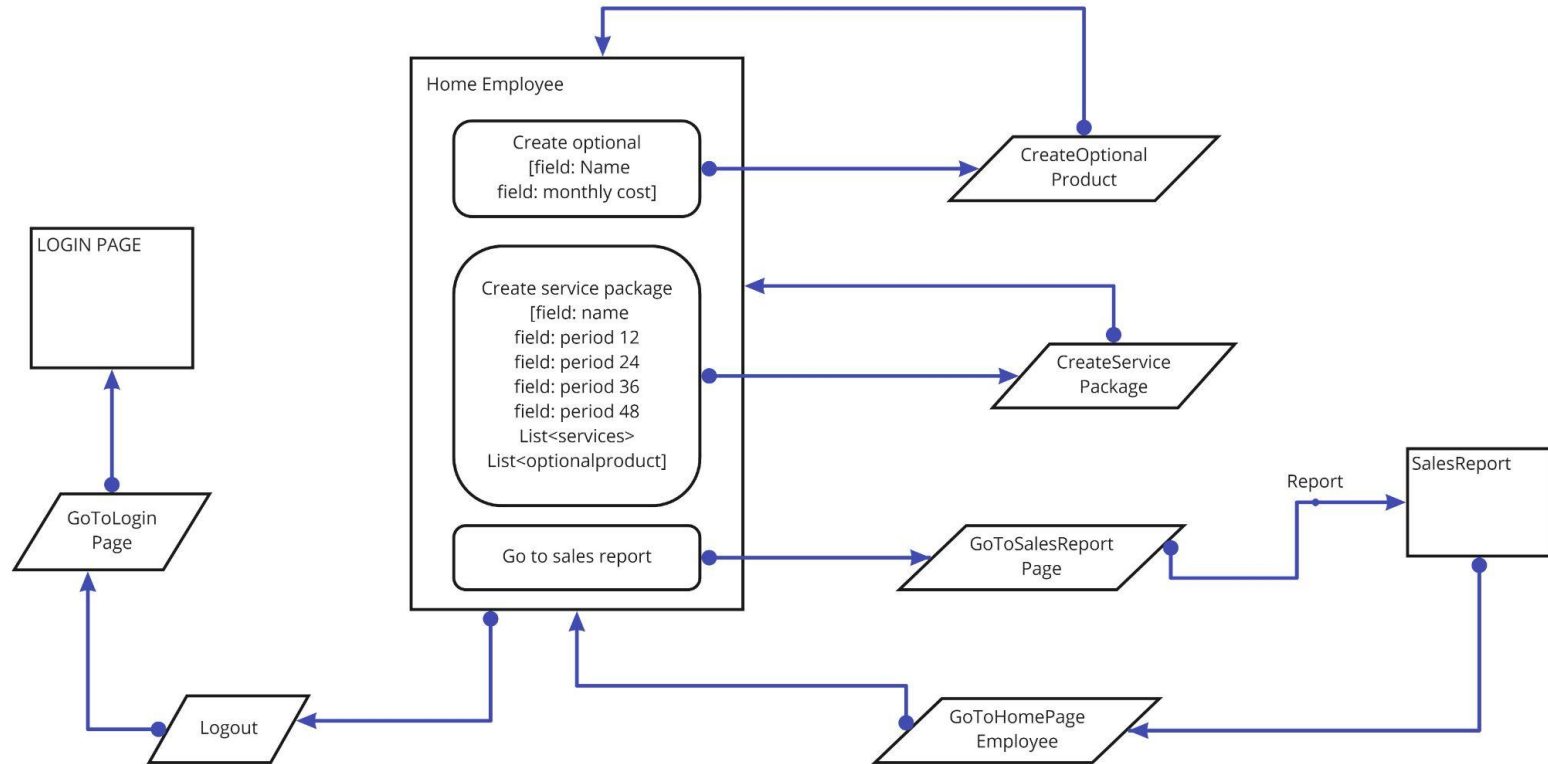 Home Employee
Create optional
[field: Name
field: monthly cost]
CreateOptional
Product
LOGIN PAGE
Create service package
[field: name
field: period 12
field: period 24
field: period 36
field: period 48
List<services>
List<optionalproduct]
CreateService
Package
SalesReport
Report
GoToLogin
Page
Go to sales report
GoToSalesReport
Page
Logout
GoToHomePage
Employee